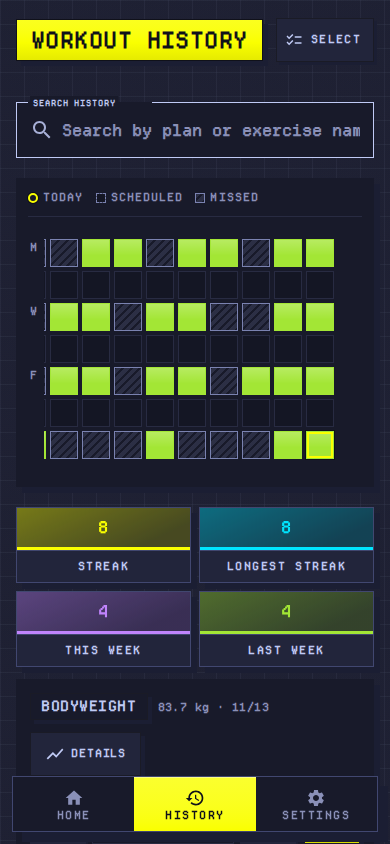 WORKOUT HISTORY
SELECT
SEARCH HISTORY
Search by plan or exercise nam
TODAY
SCHEDULED
MISSED
M
W
F
8
STREAK
8
LONGEST STREAK
4
THIS WEEK
4
LAST WEEK
BODYWEIGHT
83.7 kg · 11/13
DETAILS
HOME
HISTORY
SETTINGS